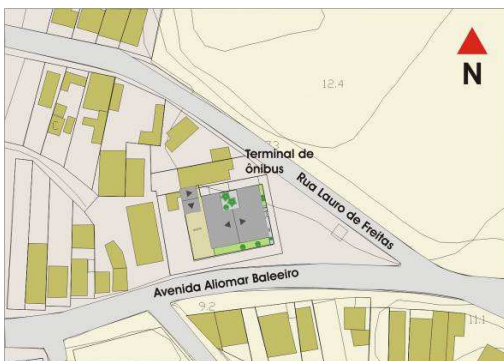 12.4
N
Terminal de
ônibus
Rua Lauro de Freitas
Avenida Aliomar Baleeiro
9.2
11.1